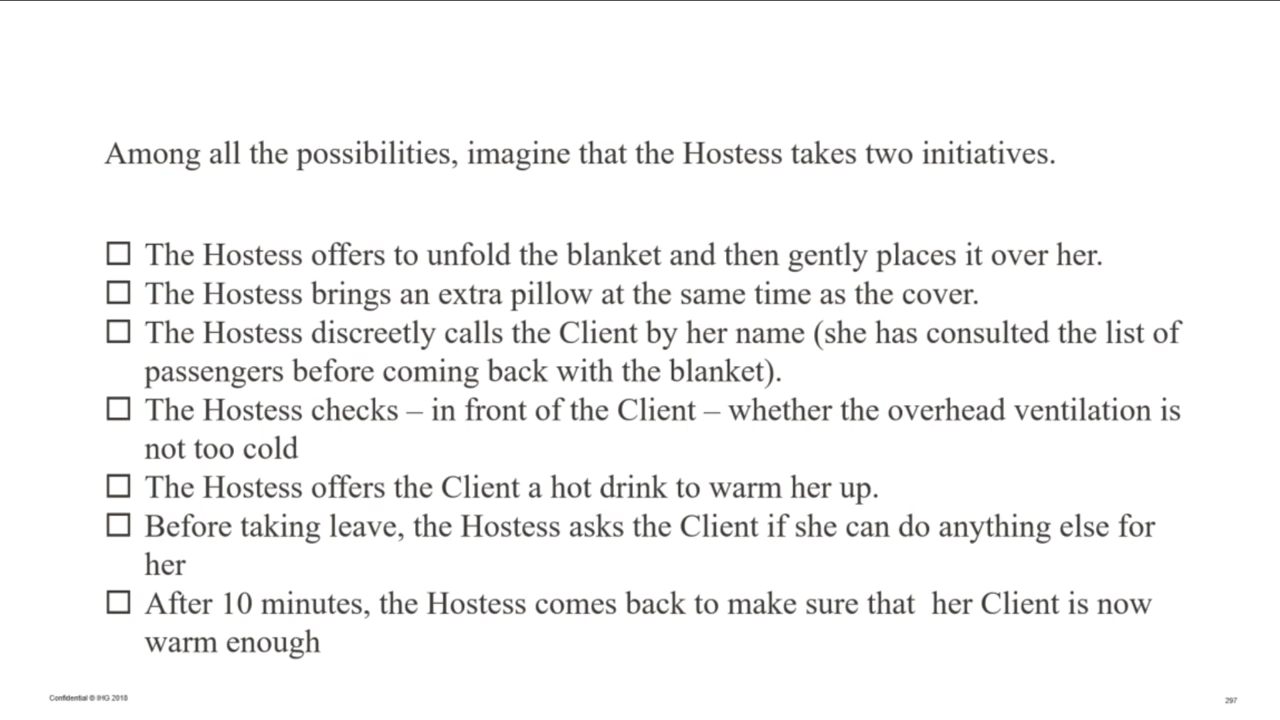 Among all the possibilities, imagine that the Hostess takes two initiatives.
☐ The Hostess offers to unfold the blanket and then gently places it over her.
☐ The Hostess brings an extra pillow at the same time as the cover.
☐ The Hostess discreetly calls the Client by her name (she has consulted the list of
passengers before coming back with the blanket).
☐ The Hostess checks – in front of the Client – whether the overhead ventilation is
not too cold
☐ The Hostess offers the Client a hot drink to warm her up.
☐ Before taking leave, the Hostess asks the Client if she can do anything else for
her
☐ After 10 minutes, the Hostess comes back to make sure that  her Client is now
warm enough
Confidential © IHG 2018
297